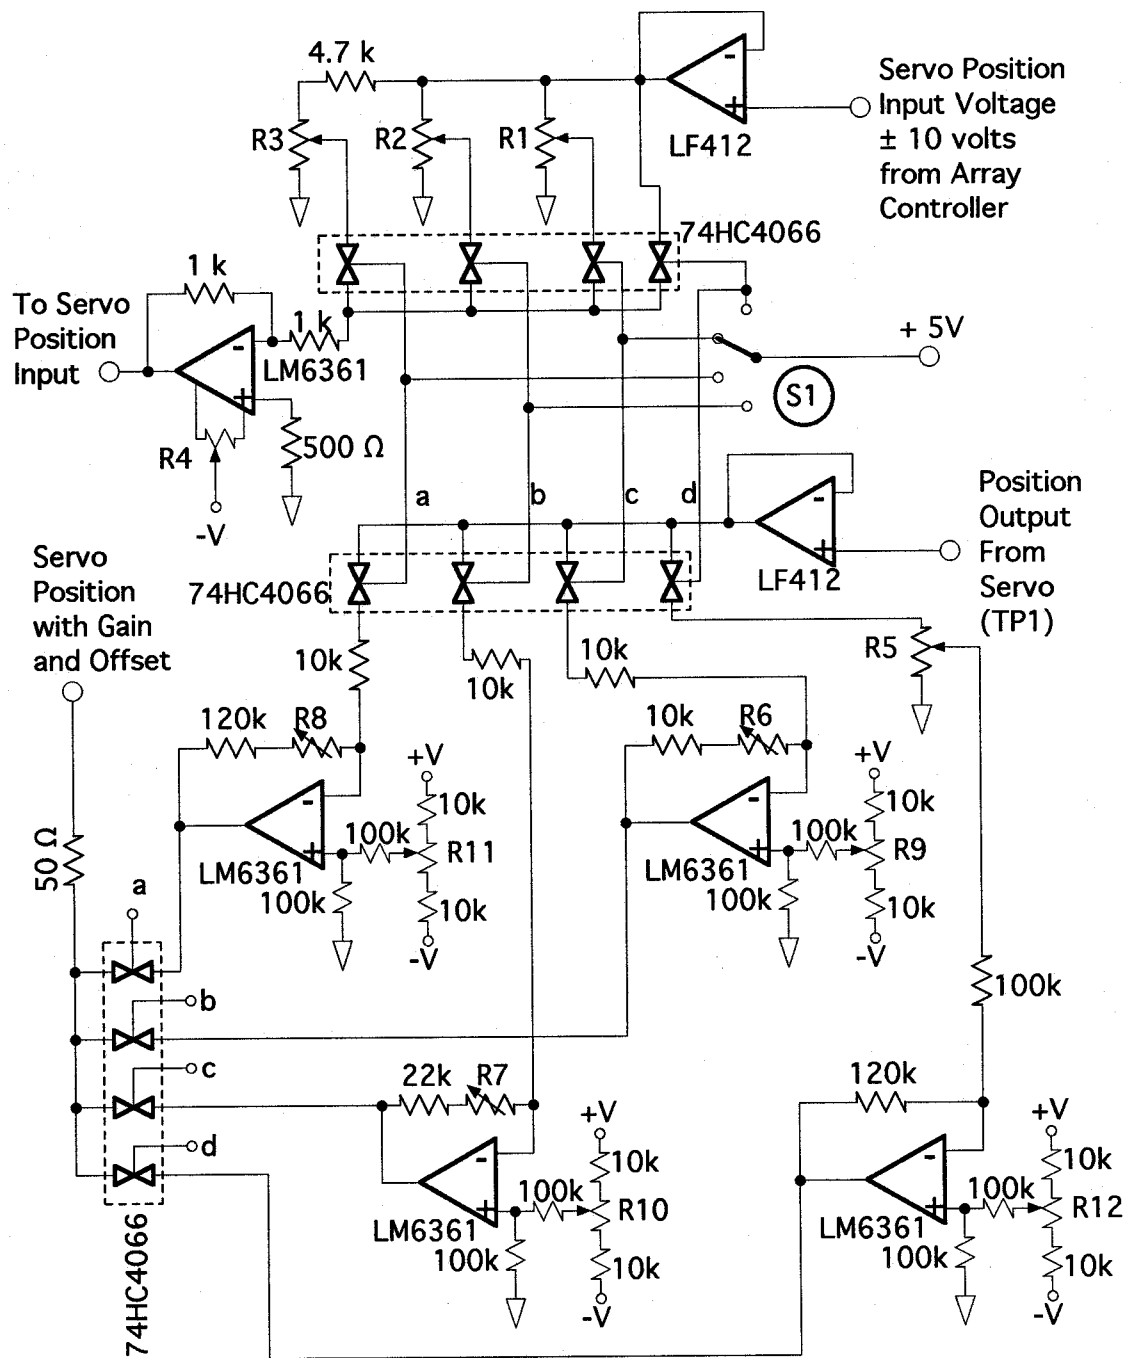 4.7 k
R3
R2
R1
LF412
Servo Position
Input Voltage
± 10 volts
from Array
Controller
74HC4066
1 k
1 k
To Servo
Position
Input
LM6361
+ 5V
S1
R4
500 Ω
-V
a
b
c
d
LF412
Position
Output
From
Servo
(TP1)
Servo
Position
with Gain
and Offset
74HC4066
10k
10k
10k
R5
120k
R8
10k
R6
+V
10k
100k
R11
LM6361
100k
10k
-V
+V
10k
100k
R9
LM6361
100k
10k
-V
50 Ω
a
b
c
d
74HC4066
100k
22k
R7
+V
10k
100k
R10
LM6361
100k
10k
-V
120k
+V
10k
100k
R12
LM6361
100k
10k
-V